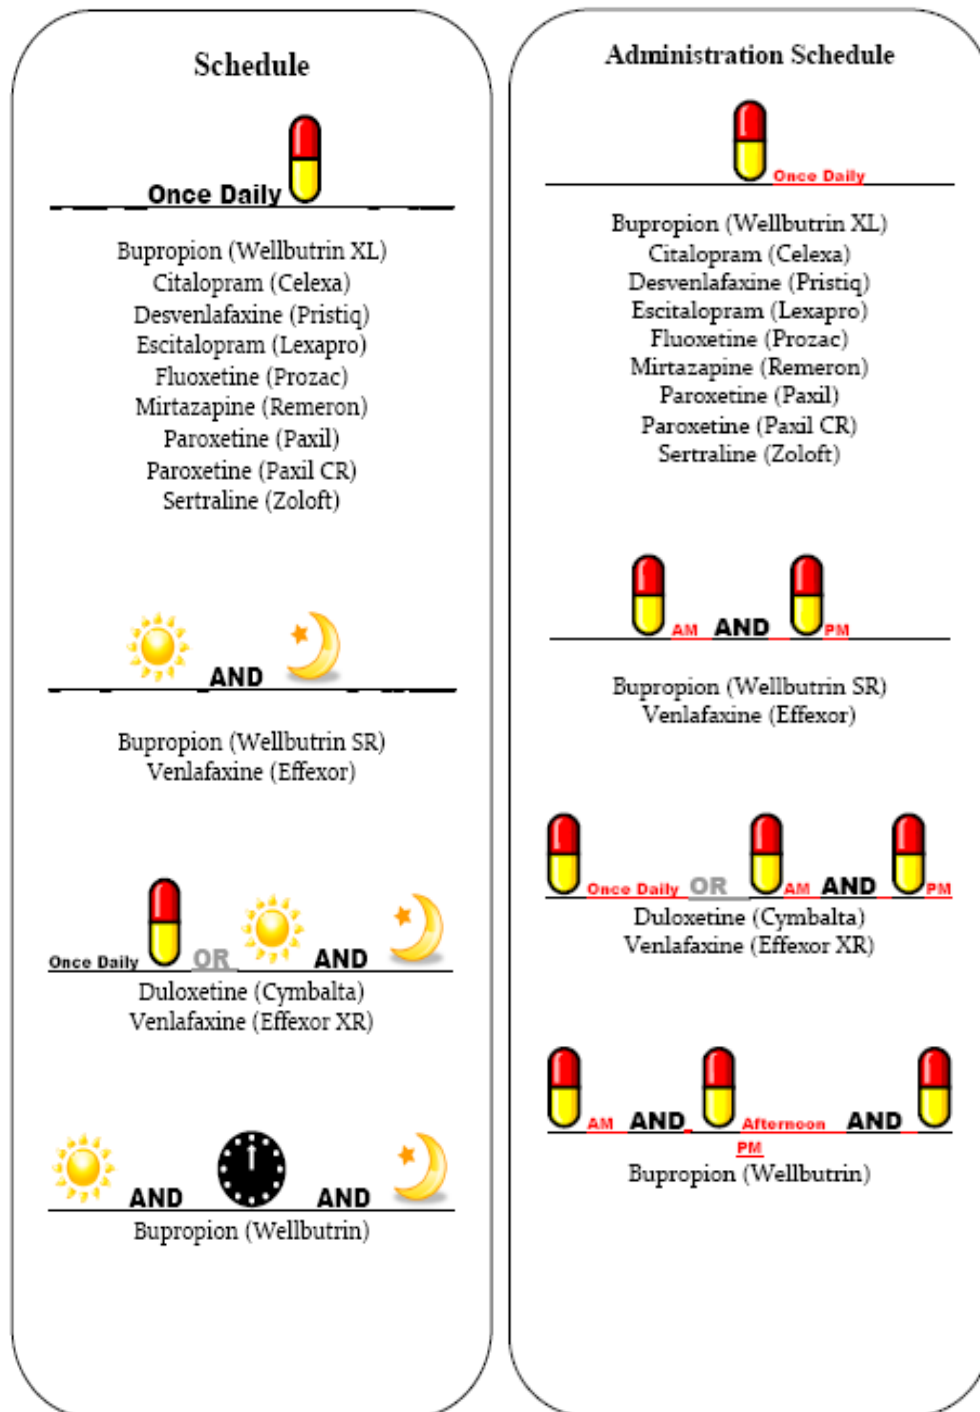 Schedule
Once Daily
Bupropion (Wellbutrin XL)
Citalopram (Celexa)
Desvenlafaxine (Pristiq)
Escitalopram (Lexapro)
Fluoxetine (Prozac)
Mirtazapine (Remeron)
Paroxetine (Paxil)
Paroxetine (Paxil CR)
Sertraline (Zoloft)
AND
Bupropion (Wellbutrin SR)
Venlafaxine (Effexor)
Once Daily OR AND
Duloxetine (Cymbalta)
Venlafaxine (Effexor XR)
AND AND
Bupropion (Wellbutrin)
Administration Schedule
Once Daily
Bupropion (Wellbutrin XL)
Citalopram (Celexa)
Desvenlafaxine (Pristiq)
Escitalopram (Lexapro)
Fluoxetine (Prozac)
Mirtazapine (Remeron)
Paroxetine (Paxil)
Paroxetine (Paxil CR)
Sertraline (Zoloft)
AM AND PM
Bupropion (Wellbutrin SR)
Venlafaxine (Effexor)
Once Daily OR AM AND PM
Duloxetine (Cymbalta)
Venlafaxine (Effexor XR)
AM AND Afternoon AND
PM
Bupropion (Wellbutrin)